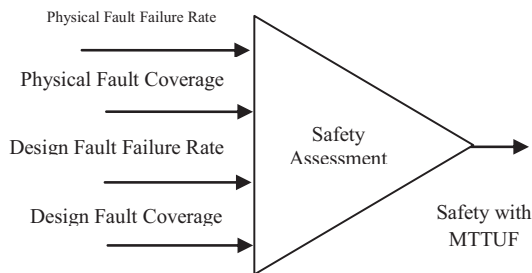 Physical Fault Failure Rate
Physical Fault Coverage
Design Fault Failure Rate
Design Fault Coverage
Safety
Assessment
Safety with
MTTUF